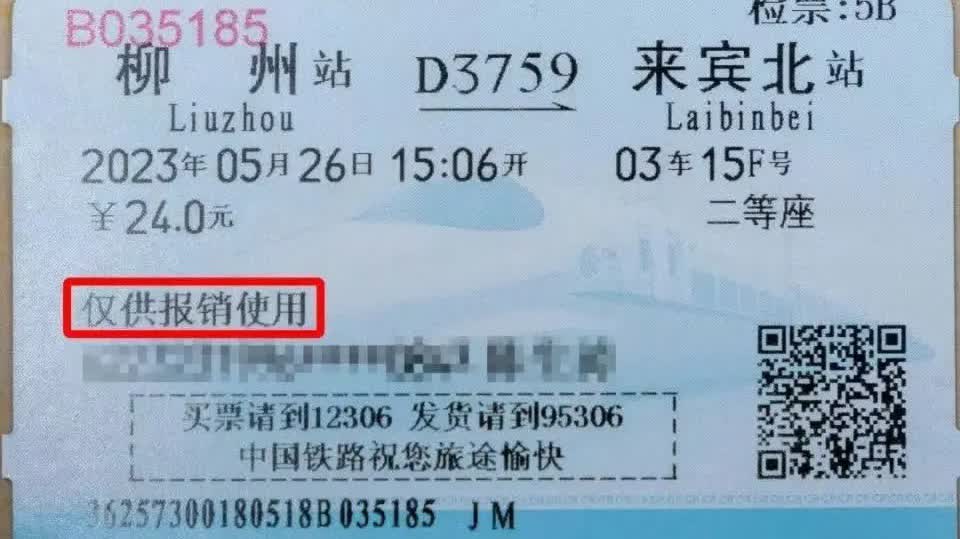 B035185 检票:5B
柳州站 D3759 来宾北站
Liuzhou Laibinbei
2023年05月26日 15:06开 03车15F号
￥24.0元 二等座
仅供报销使用
买票请到12306 发货请到95306
中国铁路祝您旅途愉快
36257300180518B035185 JM